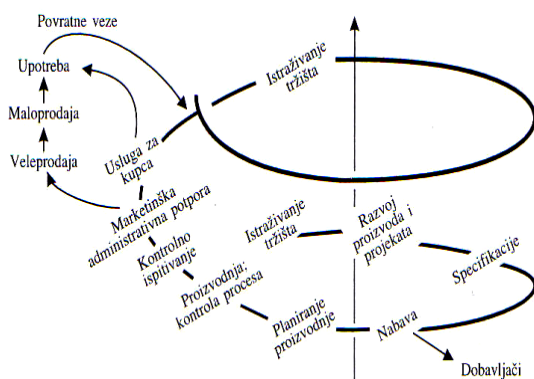 Povratne veze
Upotreba
Maloprodaja
Veleprodaja
Istraživanje
tržišta
Usluga za
kupca
Marketinška
administrativna potpora
Kontrolno
ispitivanje
Proizvodnja;
kontrola procesa
Planiranje
proizvodnje
Istraživanje
tržišta
Razvoj
proizvoda i
projekata
Specifikacije
Nabava
Dobavljači